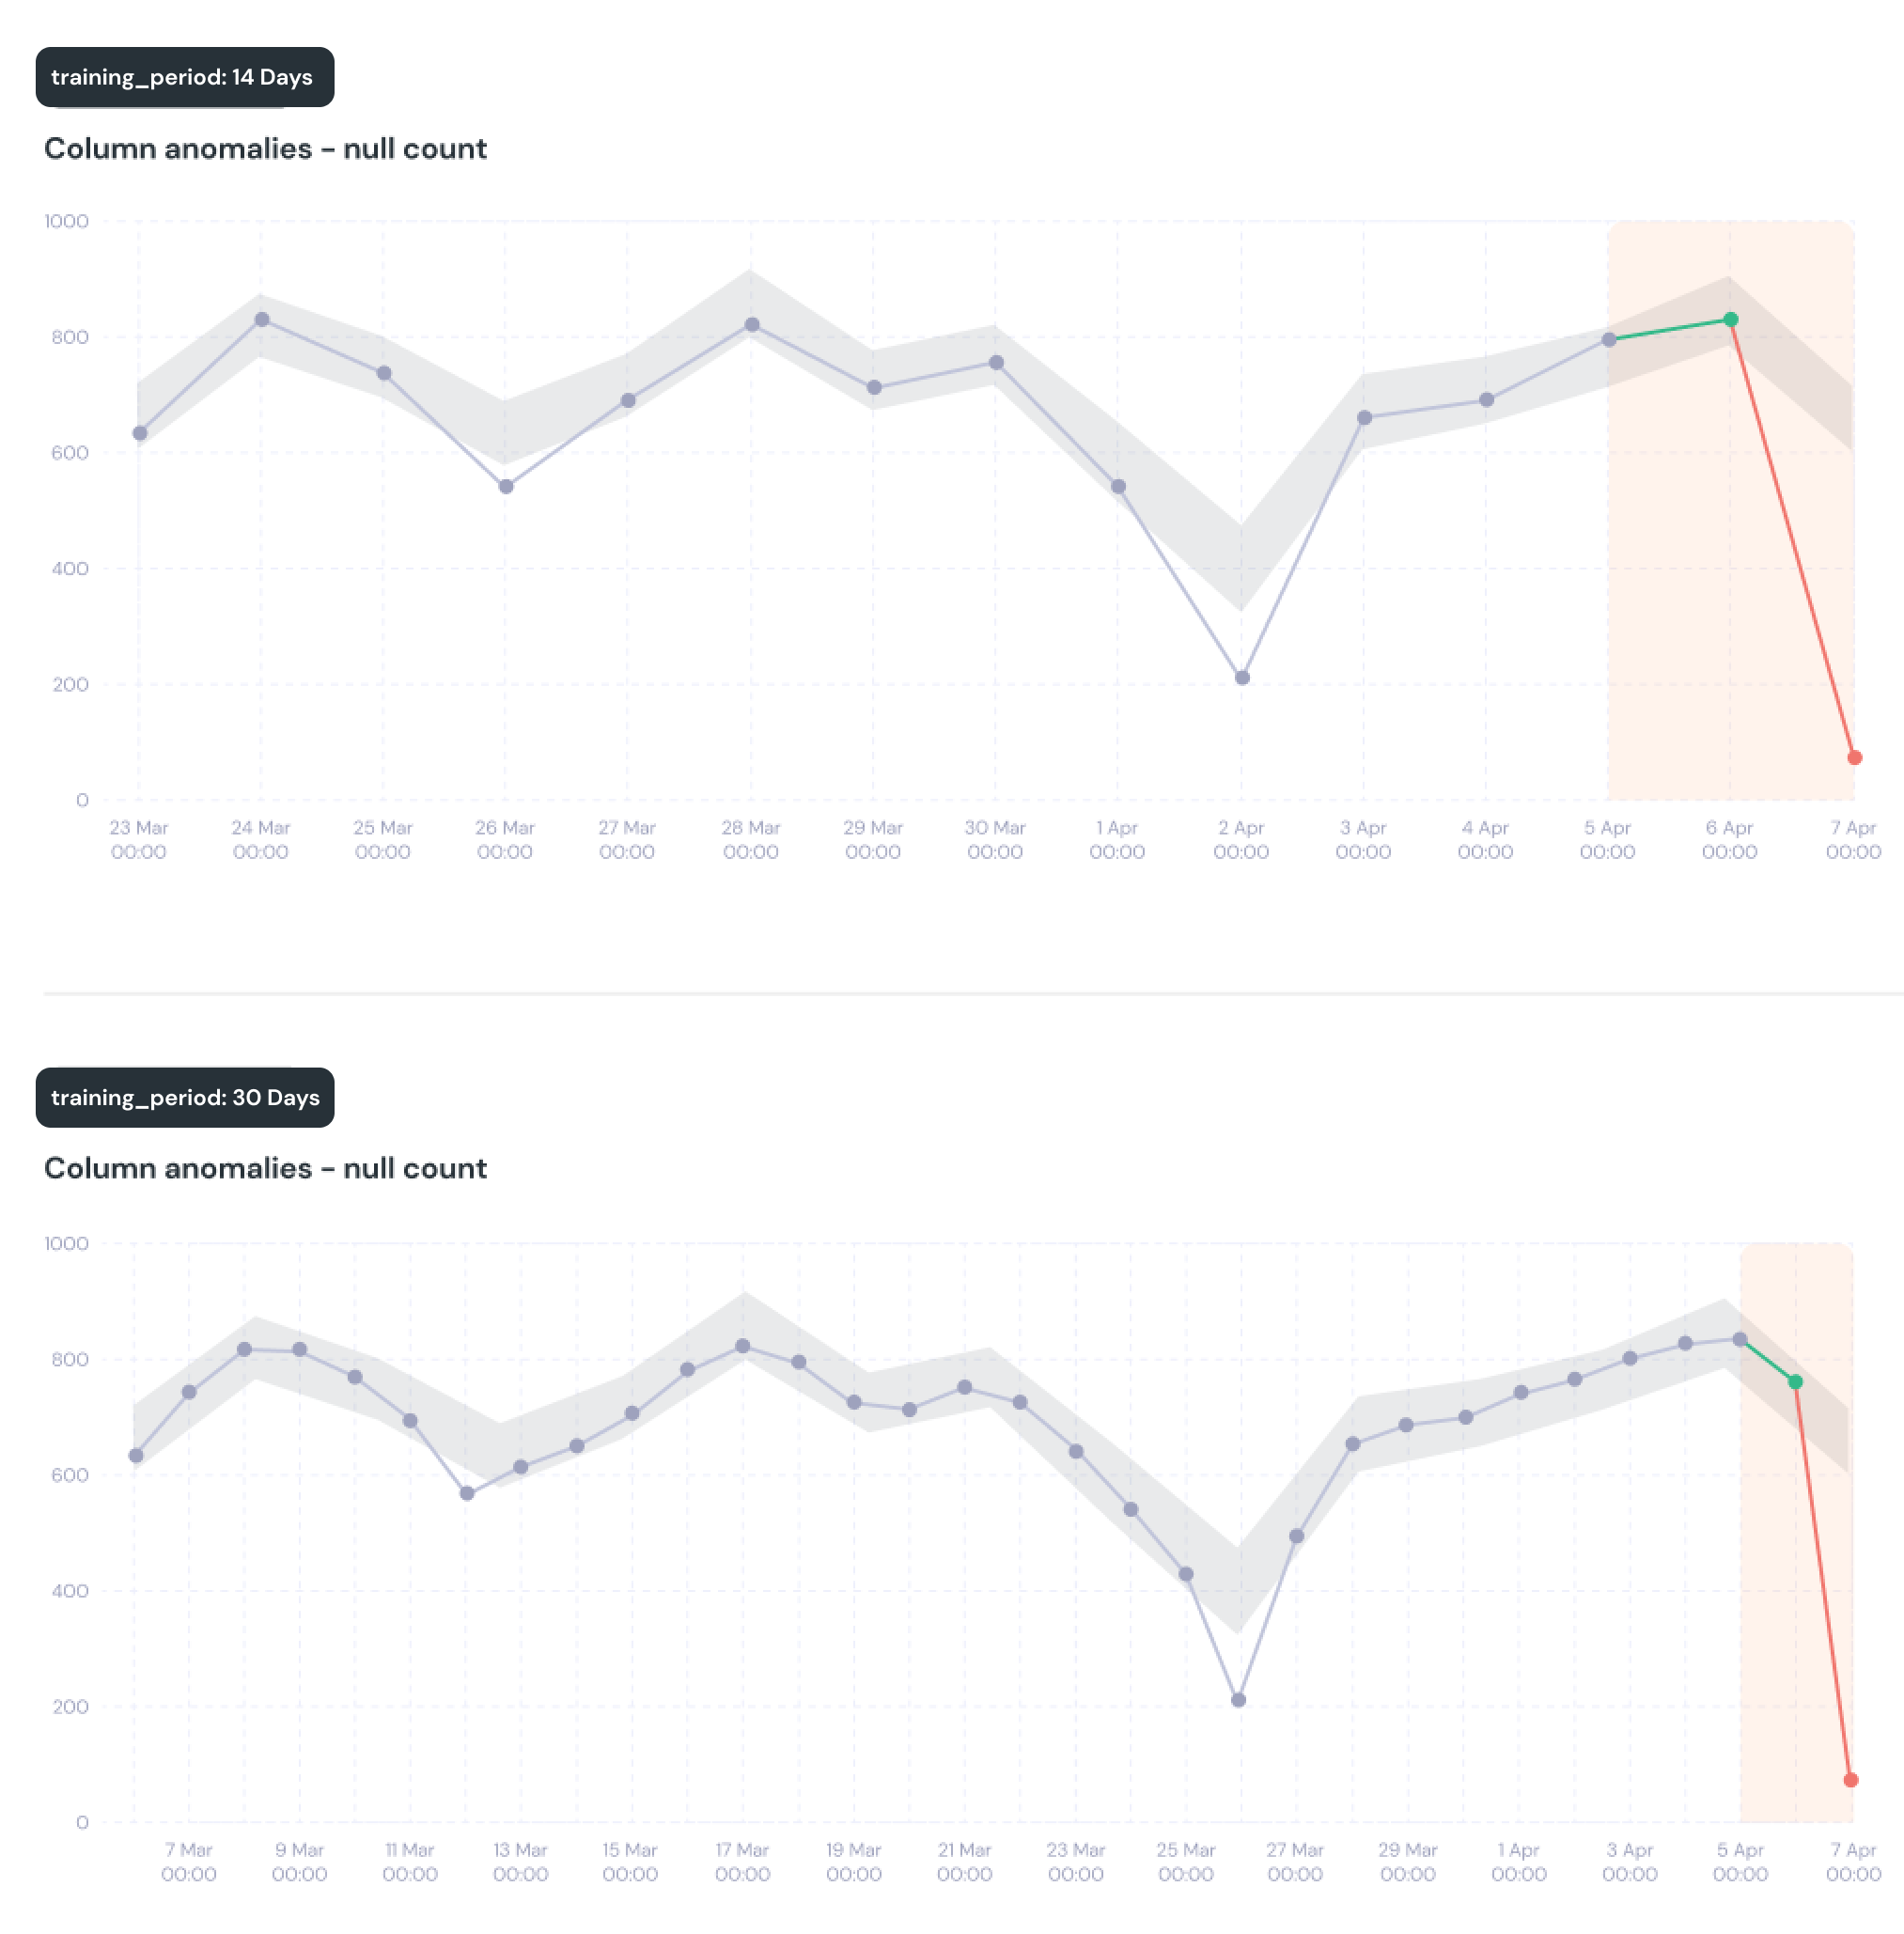 training_period: 14 Days
Column anomalies - null count
1000
800
600
400
200
0
23 Mar 24 Mar 25 Mar 26 Mar 27 Mar 28 Mar 29 Mar 30 Mar 1 Apr 2 Apr 3 Apr 4 Apr 5 Apr 6 Apr 7 Apr
00:00 00:00 00:00 00:00 00:00 00:00 00:00 00:00 00:00 00:00 00:00 00:00 00:00 00:00 00:00
training_period: 30 Days
Column anomalies - null count
1000
800
600
400
200
0
7 Mar 9 Mar 11 Mar 13 Mar 15 Mar 17 Mar 19 Mar 21 Mar 23 Mar 25 Mar 27 Mar 29 Mar 1 Apr 3 Apr 5 Apr 7 Apr
00:00 00:00 00:00 00:00 00:00 00:00 00:00 00:00 00:00 00:00 00:00 00:00 00:00 00:00 00:00 00:00